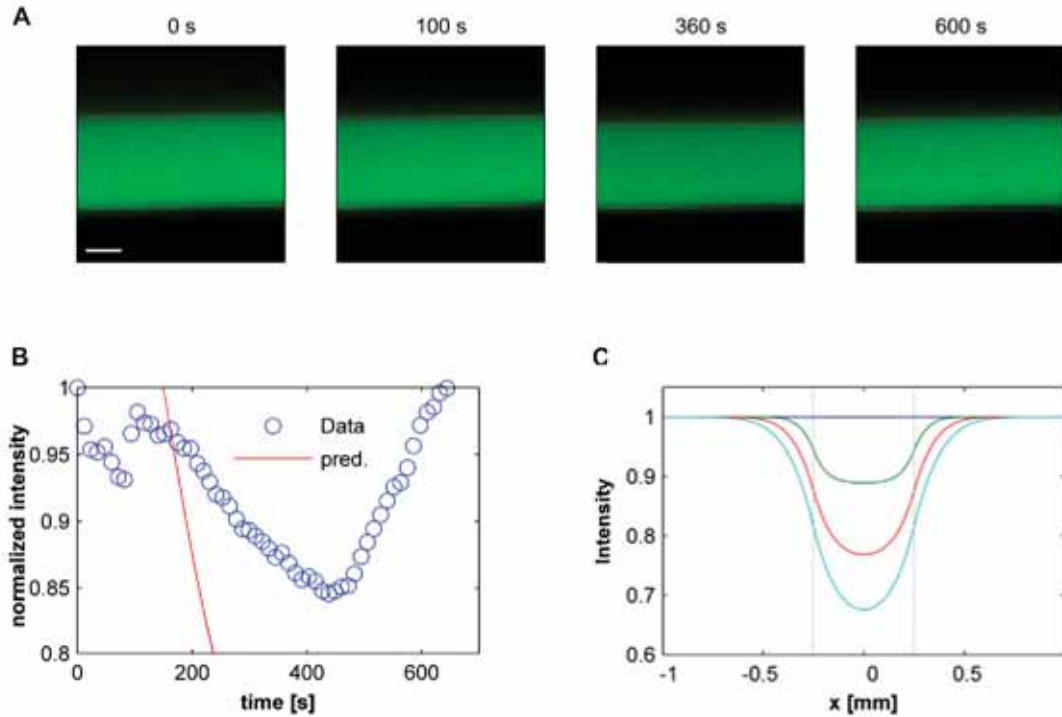 A
0 s 100 s 360 s 600 s
B
normalized intensity
1
0.95
0.9
0.85
0.8
0 200 400 600
time [s]
Data
pred.
C
Intensity
1
0.9
0.8
0.7
0.6
-1 -0.5 0 0.5
x [mm]